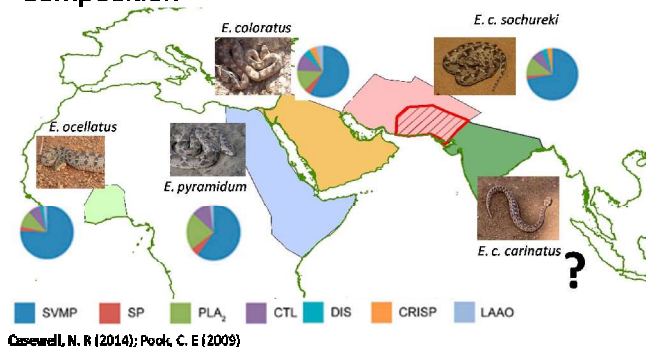 E. coloratus
E. c. sochureki
E. ocellatus
E. pyramidum
E. c. carinatus
?
SVMP SP PLA₂ CTL DIS CRISP LAAO
Casewell, N. R (2014); Pook, C. E (2009)